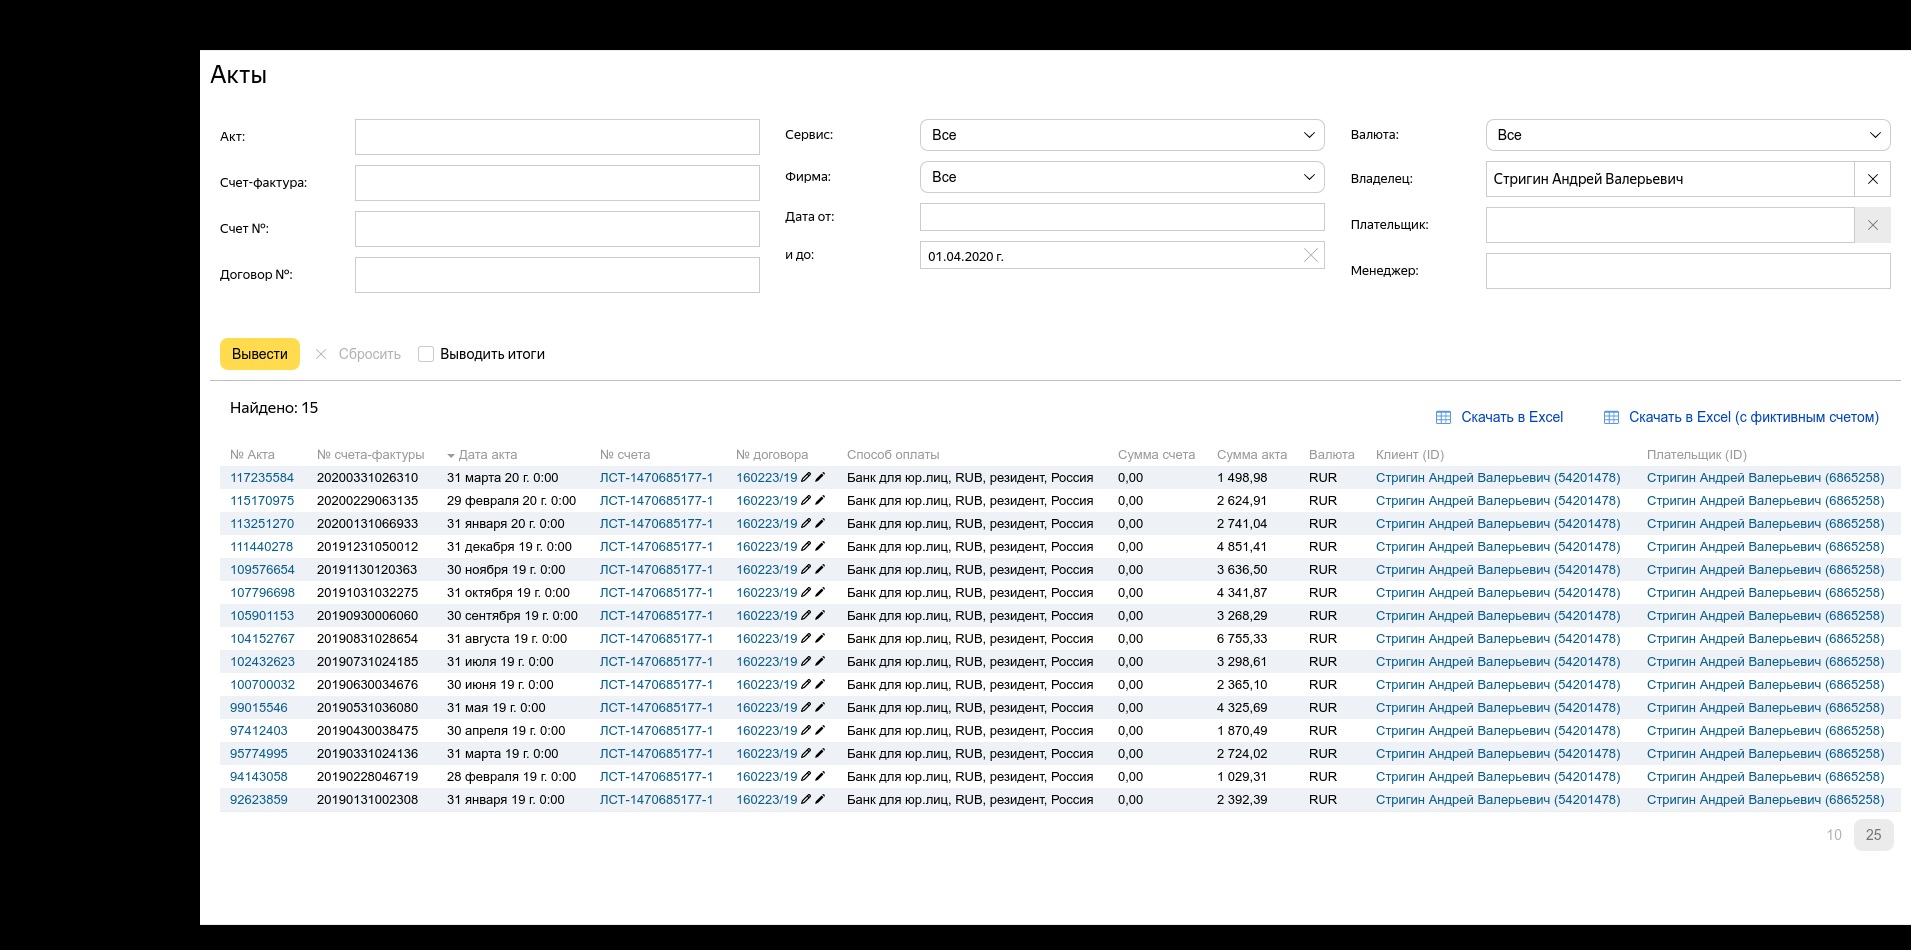 Акты
Акт:
Счет-фактура:
Счет №:
Договор №:
Сервис: Все
Фирма: Все
Дата от:
и до: 01.04.2020 г.
Валюта: Все
Владелец: Стригин Андрей Валерьевич
Плательщик:
Менеджер:
Вывести Сбросить Выводить итоги
Найдено: 15
Скачать в Excel Скачать в Excel (с фиктивным счетом)
№ Акта № счета-фактуры Дата акта № счета № договора Способ оплаты Сумма счета Сумма акта Валюта Клиент (ID) Плательщик (ID)
117235584 20200331026310 31 марта 20 г. 0:00 ЛСТ-1470685177-1 160223/19 Банк для юр.лиц, RUB, резидент, Россия 0,00 1 498,98 RUR Стригин Андрей Валерьевич (54201478) Стригин Андрей Валерьевич (6865258)
115170975 20200229063135 29 февраля 20 г. 0:00 ЛСТ-1470685177-1 160223/19 Банк для юр.лиц, RUB, резидент, Россия 0,00 2 624,91 RUR Стригин Андрей Валерьевич (54201478) Стригин Андрей Валерьевич (6865258)
113251270 20200131066933 31 января 20 г. 0:00 ЛСТ-1470685177-1 160223/19 Банк для юр.лиц, RUB, резидент, Россия 0,00 2 741,04 RUR Стригин Андрей Валерьевич (54201478) Стригин Андрей Валерьевич (6865258)
111440278 20191231050012 31 декабря 19 г. 0:00 ЛСТ-1470685177-1 160223/19 Банк для юр.лиц, RUB, резидент, Россия 0,00 4 851,41 RUR Стригин Андрей Валерьевич (54201478) Стригин Андрей Валерьевич (6865258)
109576654 20191130120363 30 ноября 19 г. 0:00 ЛСТ-1470685177-1 160223/19 Банк для юр.лиц, RUB, резидент, Россия 0,00 3 636,50 RUR Стригин Андрей Валерьевич (54201478) Стригин Андрей Валерьевич (6865258)
107796698 20191031032275 31 октября 19 г. 0:00 ЛСТ-1470685177-1 160223/19 Банк для юр.лиц, RUB, резидент, Россия 0,00 4 341,87 RUR Стригин Андрей Валерьевич (54201478) Стригин Андрей Валерьевич (6865258)
105901153 20190930006060 30 сентября 19 г. 0:00 ЛСТ-1470685177-1 160223/19 Банк для юр.лиц, RUB, резидент, Россия 0,00 3 268,29 RUR Стригин Андрей Валерьевич (54201478) Стригин Андрей Валерьевич (6865258)
104152767 20190831028654 31 августа 19 г. 0:00 ЛСТ-1470685177-1 160223/19 Банк для юр.лиц, RUB, резидент, Россия 0,00 6 755,33 RUR Стригин Андрей Валерьевич (54201478) Стригин Андрей Валерьевич (6865258)
102432623 20190731024185 31 июля 19 г. 0:00 ЛСТ-1470685177-1 160223/19 Банк для юр.лиц, RUB, резидент, Россия 0,00 3 298,61 RUR Стригин Андрей Валерьевич (54201478) Стригин Андрей Валерьевич (6865258)
100700032 20190630034676 30 июня 19 г. 0:00 ЛСТ-1470685177-1 160223/19 Банк для юр.лиц, RUB, резидент, Россия 0,00 2 365,10 RUR Стригин Андрей Валерьевич (54201478) Стригин Андрей Валерьевич (6865258)
99015546 20190531036080 31 мая 19 г. 0:00 ЛСТ-1470685177-1 160223/19 Банк для юр.лиц, RUB, резидент, Россия 0,00 4 325,69 RUR Стригин Андрей Валерьевич (54201478) Стригин Андрей Валерьевич (6865258)
97412403 20190430038475 30 апреля 19 г. 0:00 ЛСТ-1470685177-1 160223/19 Банк для юр.лиц, RUB, резидент, Россия 0,00 1 870,49 RUR Стригин Андрей Валерьевич (54201478) Стригин Андрей Валерьевич (6865258)
95774995 20190331024136 31 марта 19 г. 0:00 ЛСТ-1470685177-1 160223/19 Банк для юр.лиц, RUB, резидент, Россия 0,00 2 724,02 RUR Стригин Андрей Валерьевич (54201478) Стригин Андрей Валерьевич (6865258)
94143058 20190228046719 28 февраля 19 г. 0:00 ЛСТ-1470685177-1 160223/19 Банк для юр.лиц, RUB, резидент, Россия 0,00 1 029,31 RUR Стригин Андрей Валерьевич (54201478) Стригин Андрей Валерьевич (6865258)
92623859 20190131002308 31 января 19 г. 0:00 ЛСТ-1470685177-1 160223/19 Банк для юр.лиц, RUB, резидент, Россия 0,00 2 392,39 RUR Стригин Андрей Валерьевич (54201478) Стригин Андрей Валерьевич (6865258)
10 25